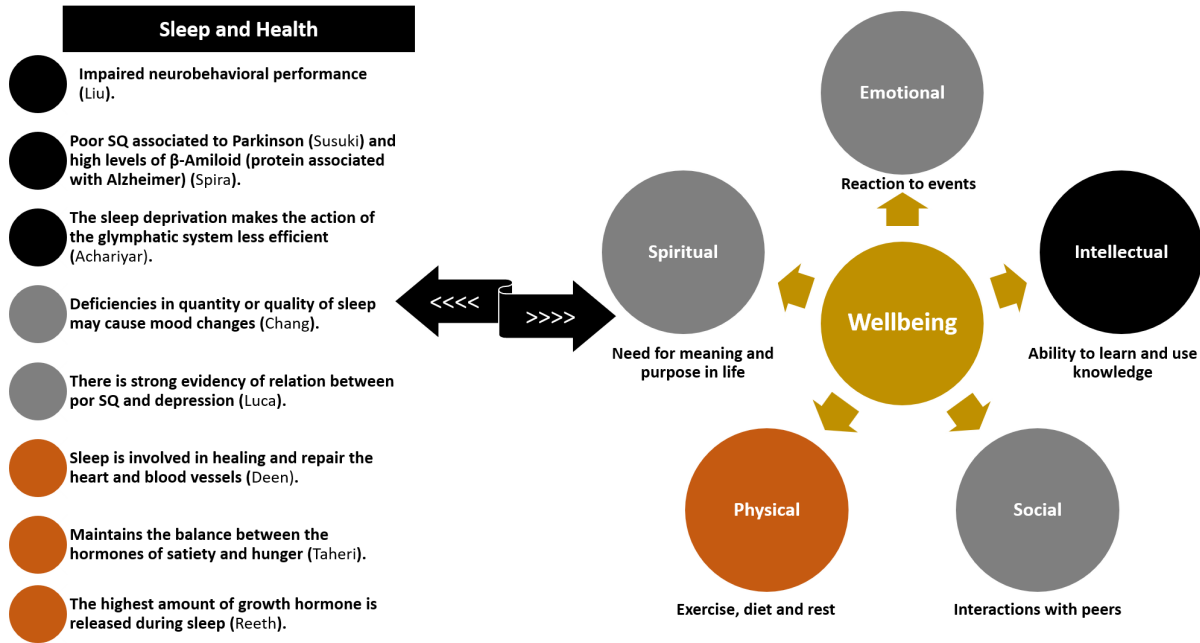 Sleep and Health
Impaired neurobehavioral performance
(Liu).
Poor SQ associated to Parkinson (Susuki) and
high levels of β-Amiloid (protein associated
with Alzheimer) (Spira).
The sleep deprivation makes the action of
the glymphatic system less efficient
(Achariyar).
Deficiencies in quantity or quality of sleep
may cause mood changes (Chang).
There is strong evidency of relation between
por SQ and depression (Luca).
Sleep is involved in healing and repair the
heart and blood vessels (Deen).
Maintains the balance between the
hormones of satiety and hunger (Taheri).
The highest amount of growth hormone is
released during sleep (Reeth).
<<<<
>>>>
Emotional
Reaction to events
Spiritual
Need for meaning and
purpose in life
Wellbeing
Intellectual
Ability to learn and use
knowledge
Physical
Exercise, diet and rest
Social
Interactions with peers